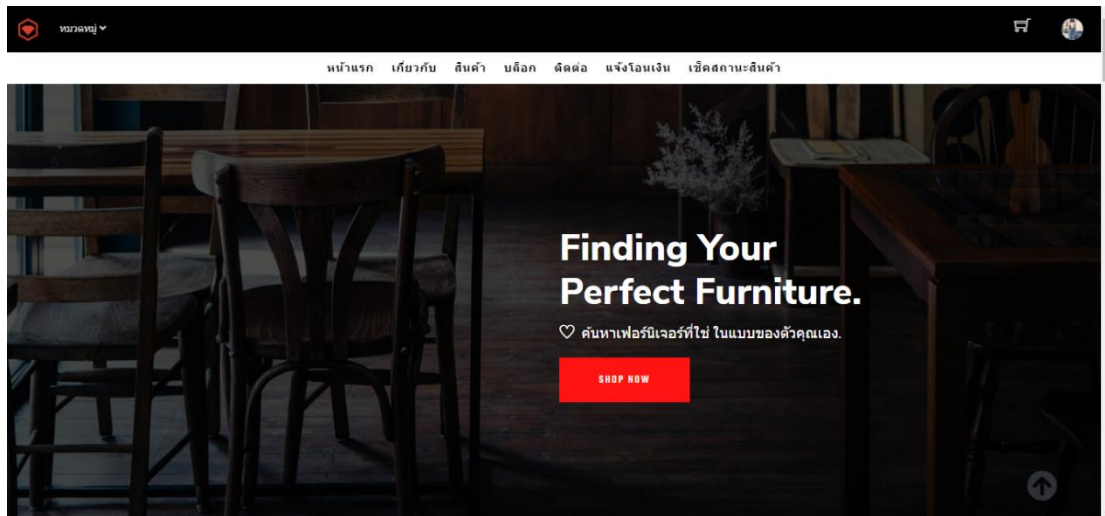 หมวดหมู่
หน้าแรก เกี่ยวกับ สินค้า บล็อก ติดต่อ แจ้งโอนเงิน เช็คสถานะสินค้า
Finding Your
Perfect Furniture.
ค้นหาเฟอร์นิเจอร์ที่ใช่ ในแบบของตัวคุณเอง.
SHOP NOW